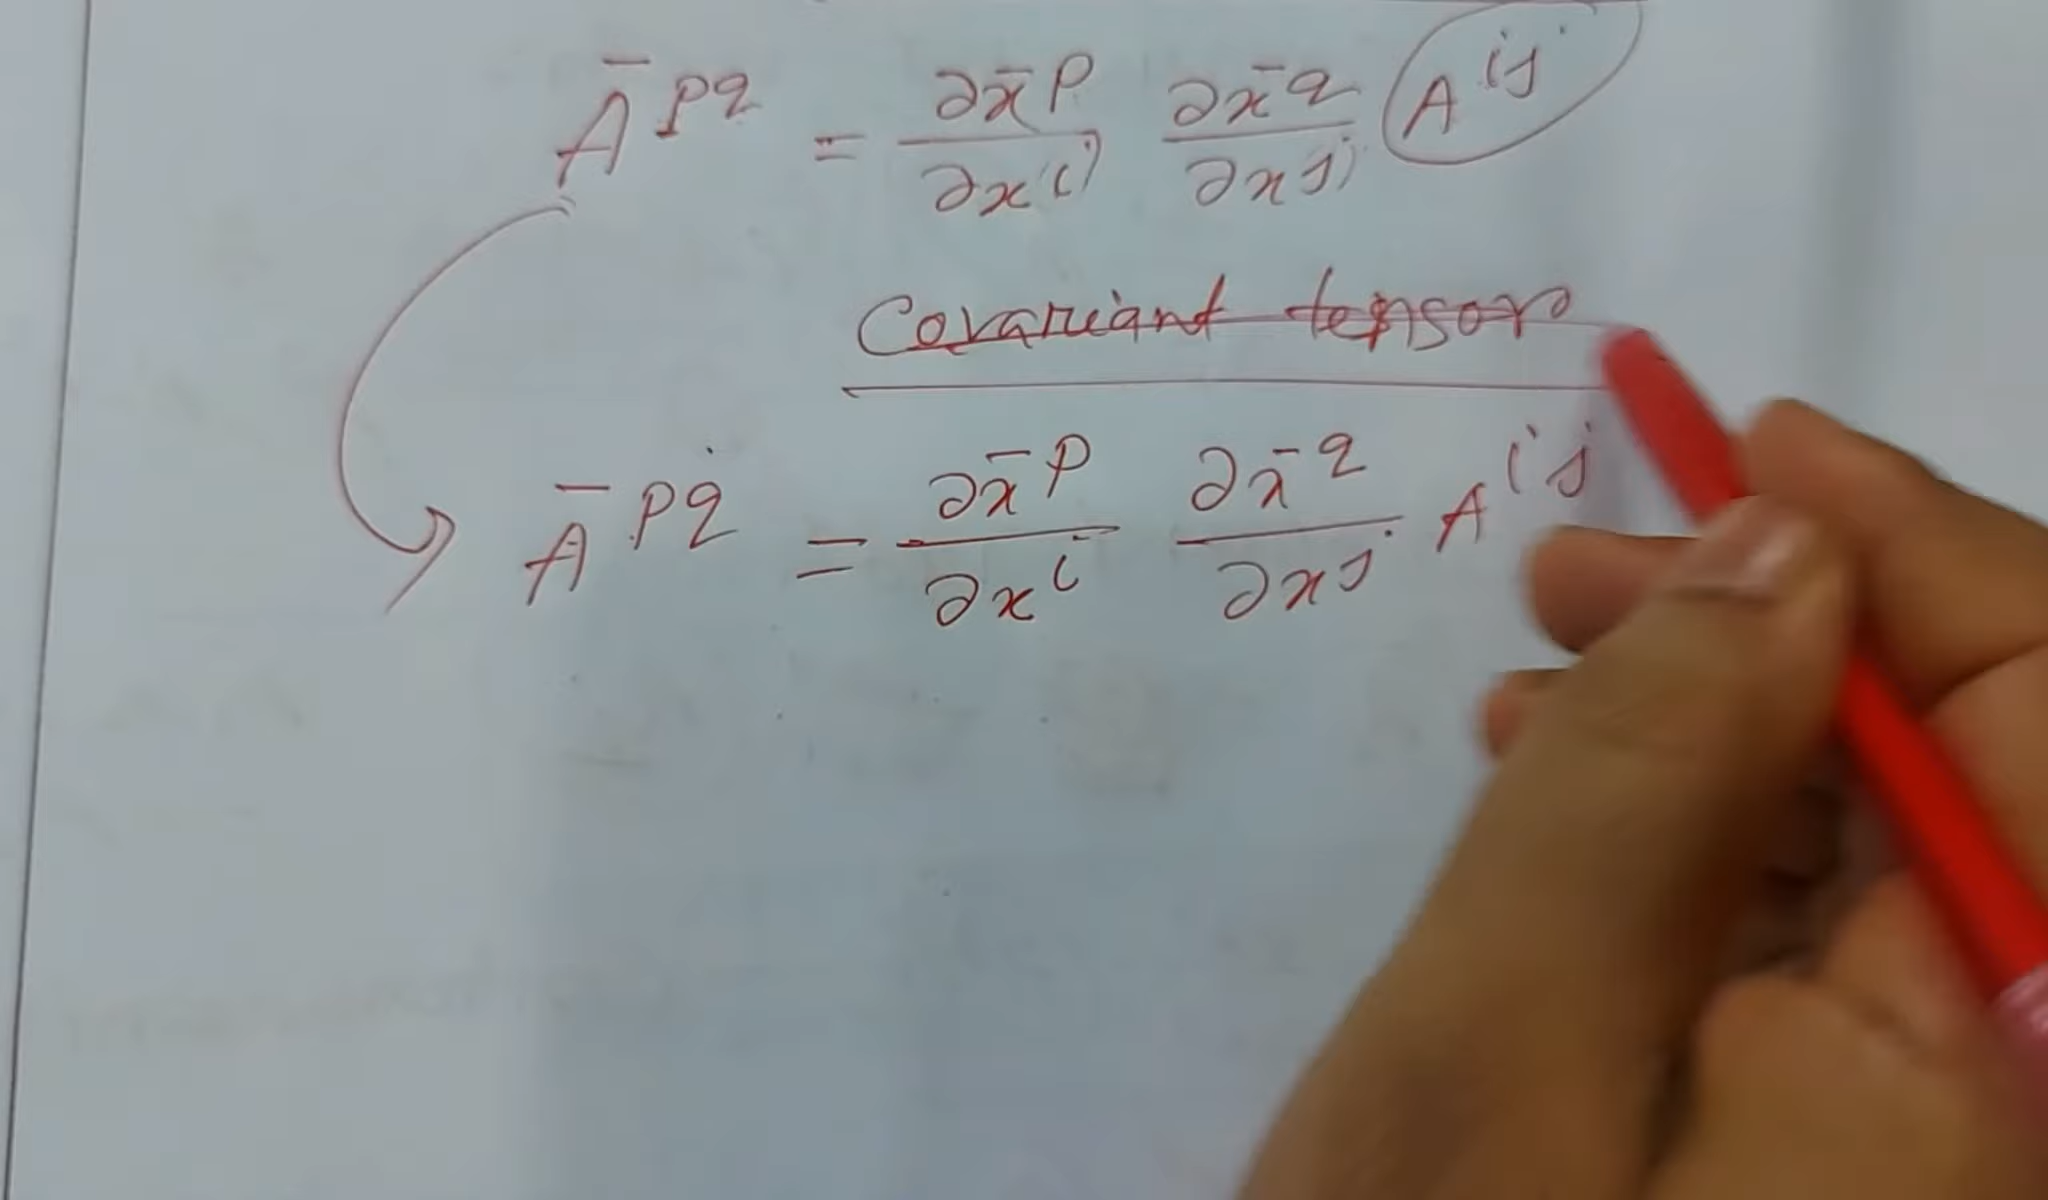 Ā^{pq} = ∂x̄^p/∂x^i ∂x̄^q/∂x^j A^{ij}
Covariant tensor
Ā^{pq} = ∂x̄^p/∂x^i ∂x̄^q/∂x^j A^{ij}